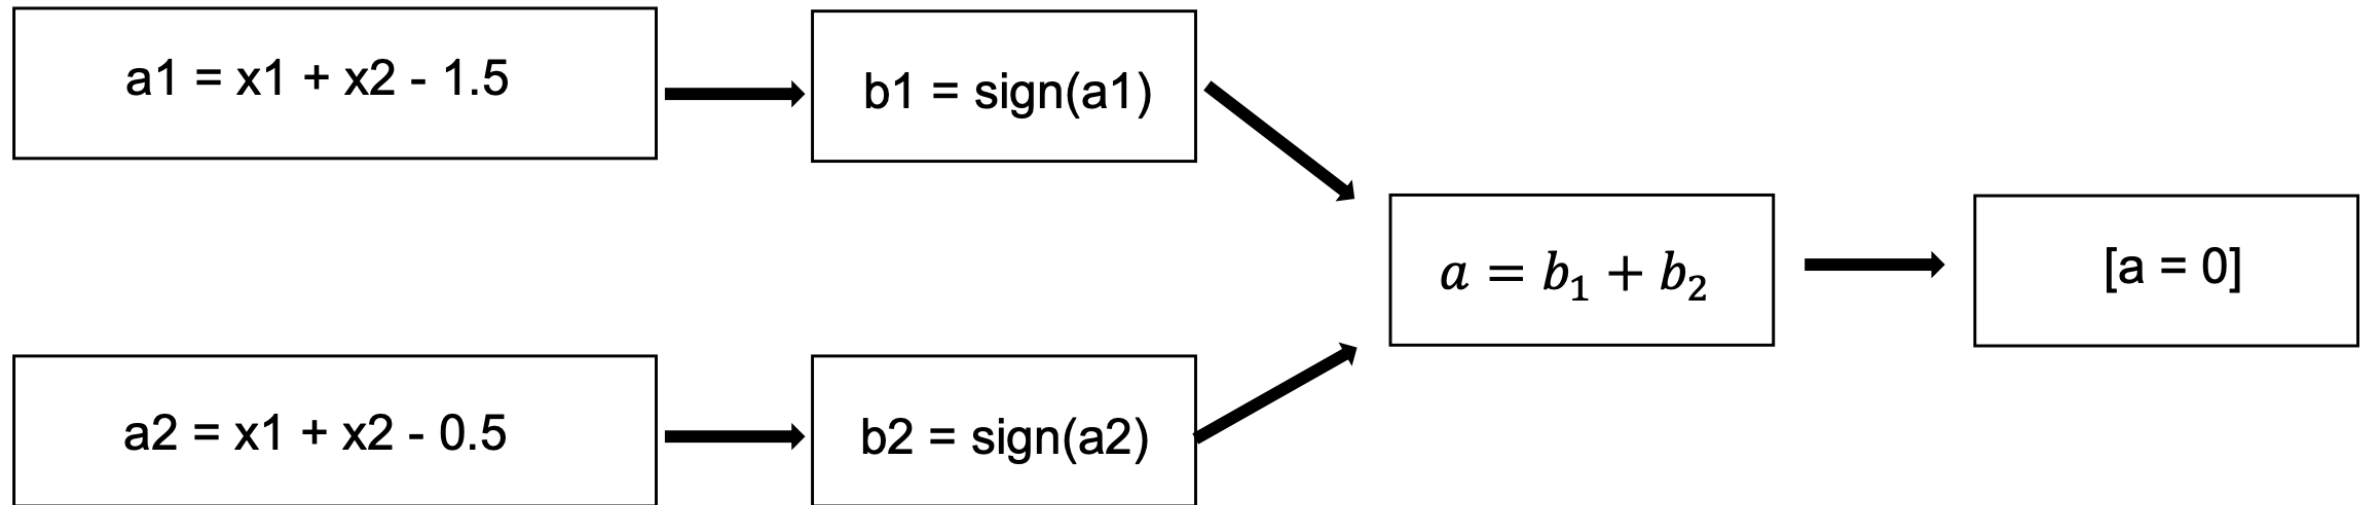 a1 = x1 + x2 - 1.5
b1 = sign(a1)
a = b₁ + b₂
[a = 0]
a2 = x1 + x2 - 0.5
b2 = sign(a2)